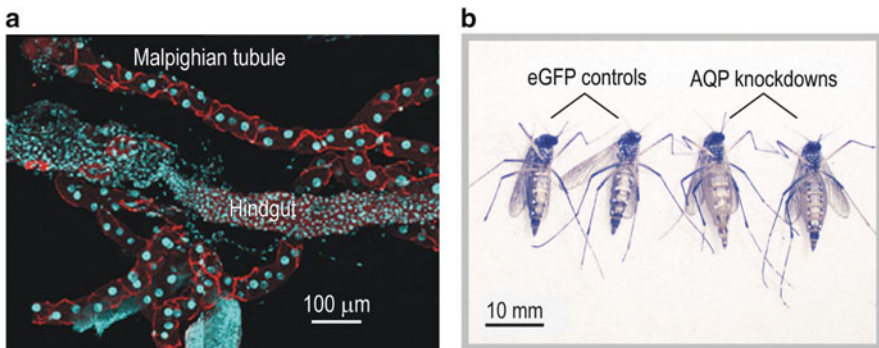 a
Malpighian tubule
Hindgut
100 μm
b
eGFP controls
AQP knockdowns
10 mm